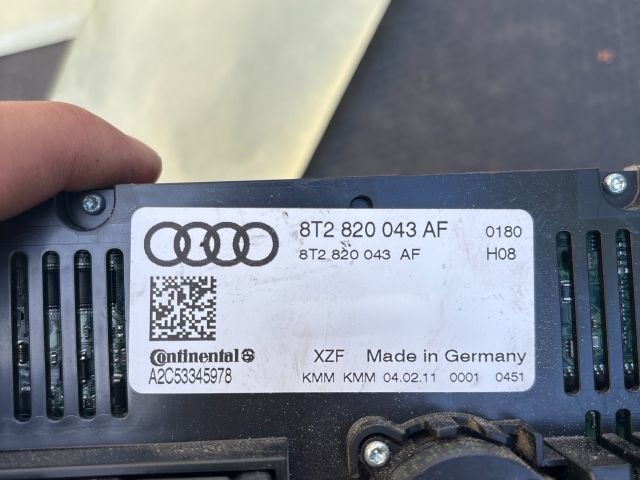 8T2 820 043 AF 0180
8T2 820 043 AF H08
Continental
A2C53345978
XZF Made in Germany
KMM KMM 04.02.11 0001 0451